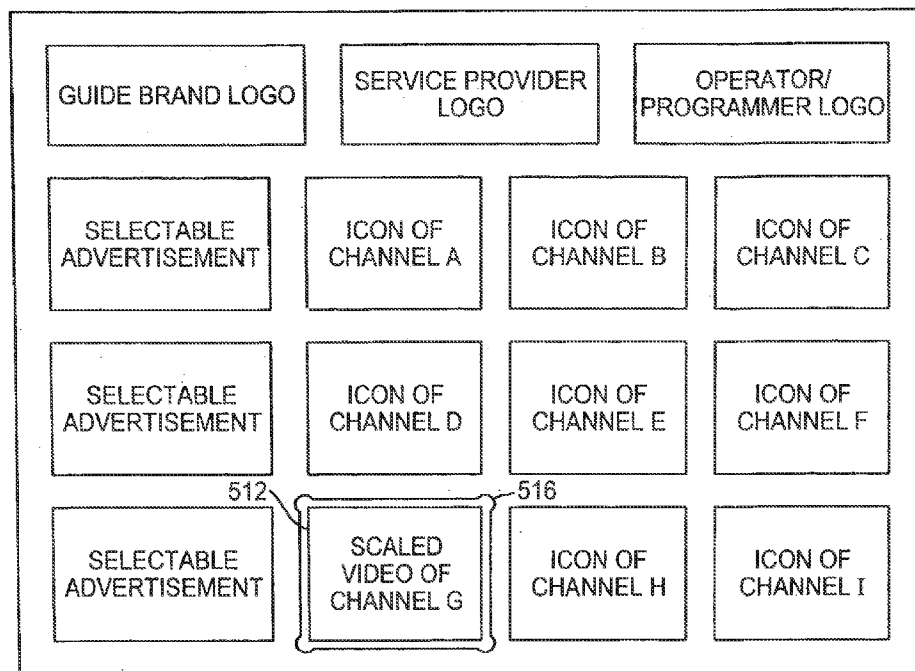 GUIDE BRAND LOGO
SERVICE PROVIDER
LOGO
OPERATOR/
PROGRAMMER LOGO
SELECTABLE
ADVERTISEMENT
ICON OF
CHANNEL A
ICON OF
CHANNEL B
ICON OF
CHANNEL C
SELECTABLE
ADVERTISEMENT
ICON OF
CHANNEL D
ICON OF
CHANNEL E
ICON OF
CHANNEL F
512
516
SELECTABLE
ADVERTISEMENT
SCALED
VIDEO OF
CHANNEL G
ICON OF
CHANNEL H
ICON OF
CHANNEL I